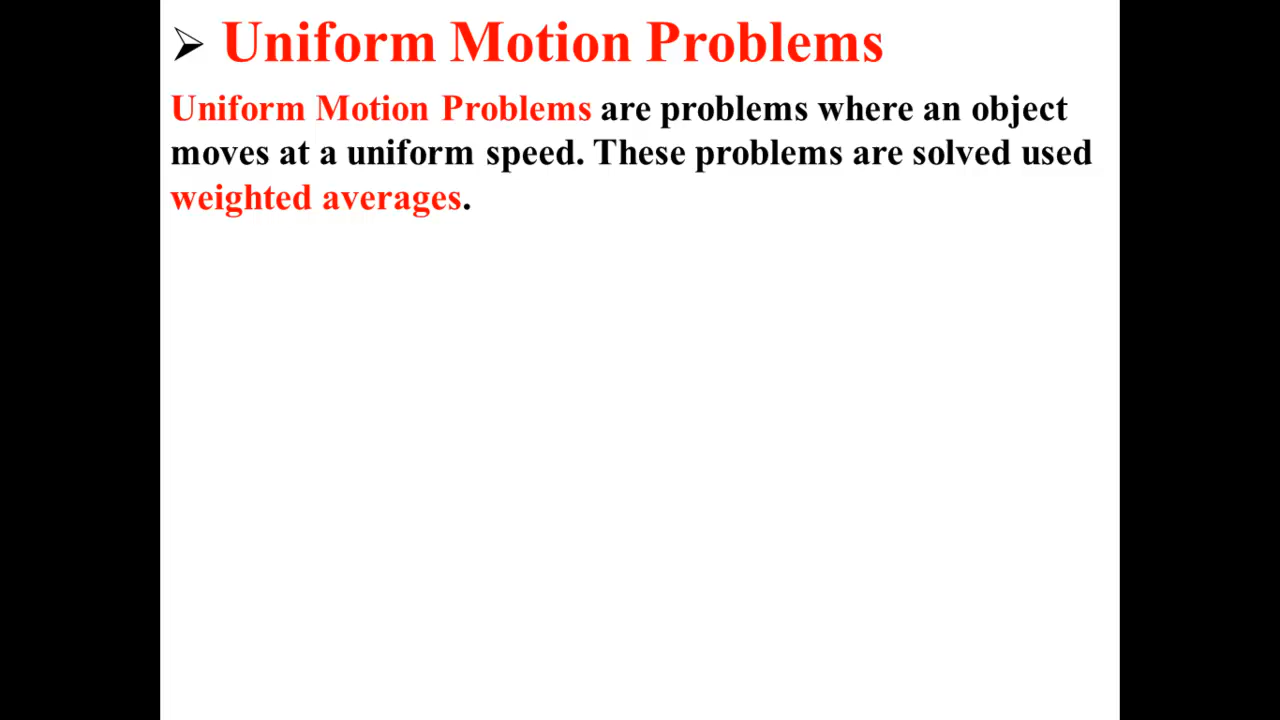 ➢ Uniform Motion Problems
Uniform Motion Problems are problems where an object
moves at a uniform speed. These problems are solved used
weighted averages.